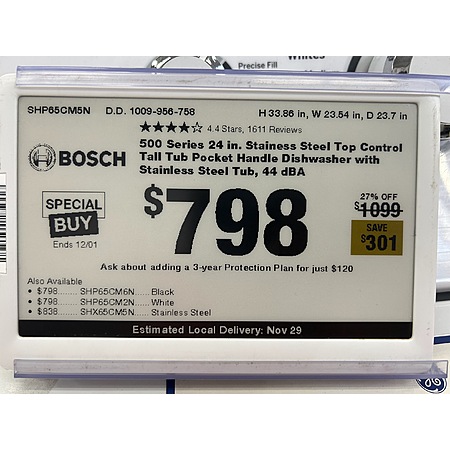 Precise Fill
Whites
SHP65CM5N D.D. 1009-956-758 H 33.86 in, W 23.54 in, D 23.7 in
4.4 Stars, 1611 Reviews
BOSCH
500 Series 24 in. Stainess Steel Top Control
Tall Tub Pocket Handle Dishwasher with
Stainless Steel Tub, 44 dBA
SPECIAL
BUY
Ends 12/01
$798
27% OFF
$1099
SAVE
$301
Ask about adding a 3-year Protection Plan for just $120
Also Available
• $798........ SHP65CM6N...... Black
• $798........ SHP65CM2N...... White
• $838........ SHX65CM5N...... Stainless Steel
Estimated Local Delivery: Nov 29
GE